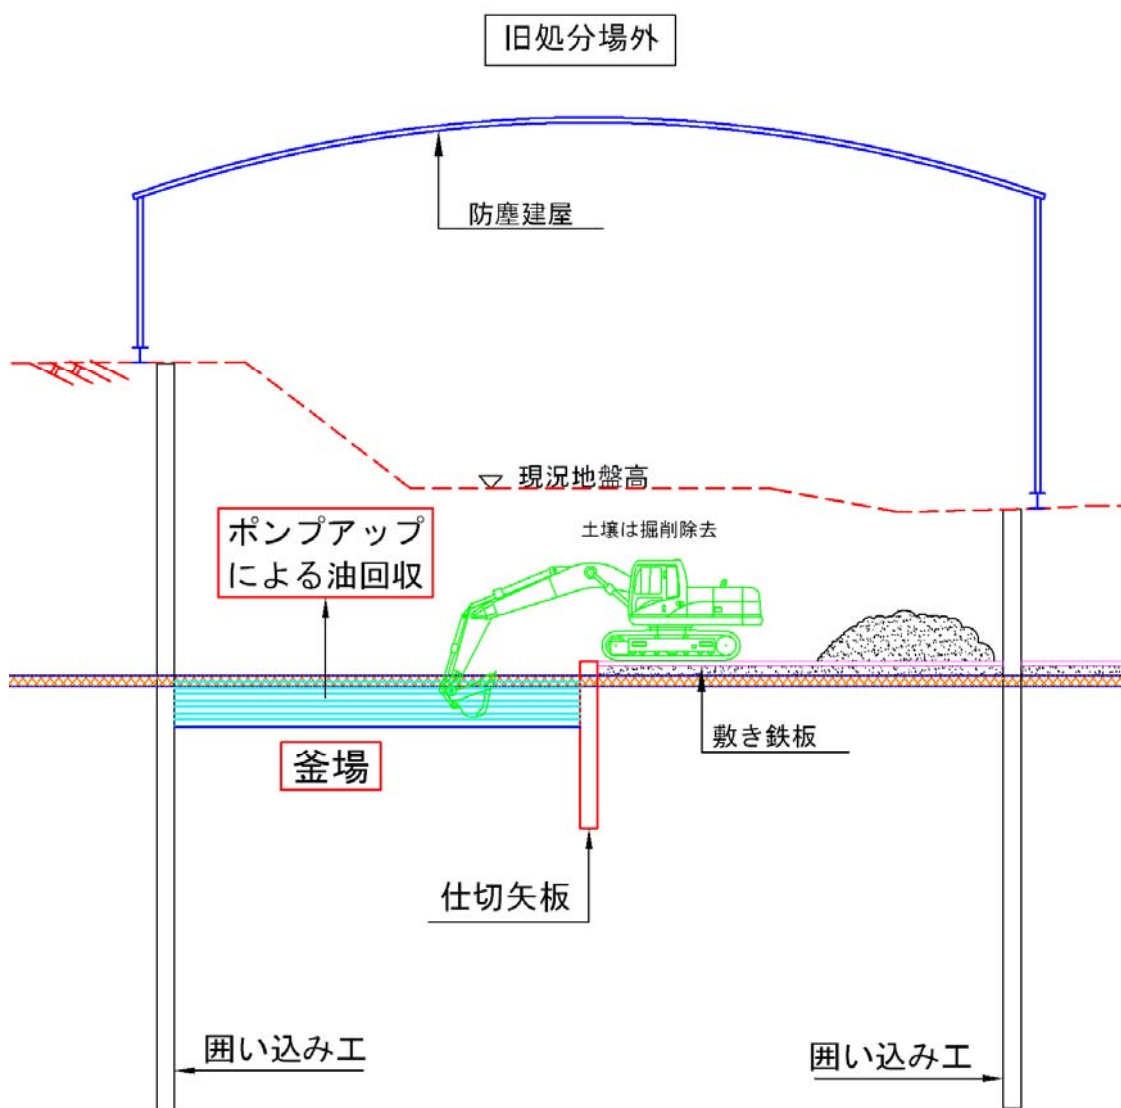 旧処分場外
防塵建屋
現況地盤高
土壌は掘削除去
ポンプアップ
による油回収
敷き鉄板
釜場
仕切矢板
囲い込み工
囲い込み工